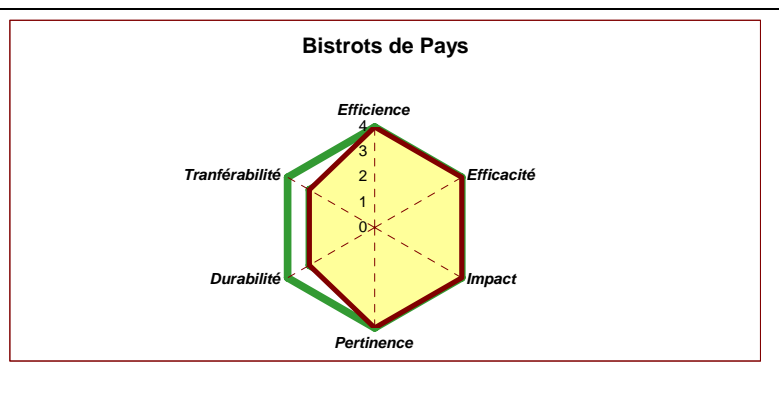 Bistrots de Pays
Efficience
4
3
Tranférabilité
2
Efficacité
1
0
Durabilité
Impact
Pertinence